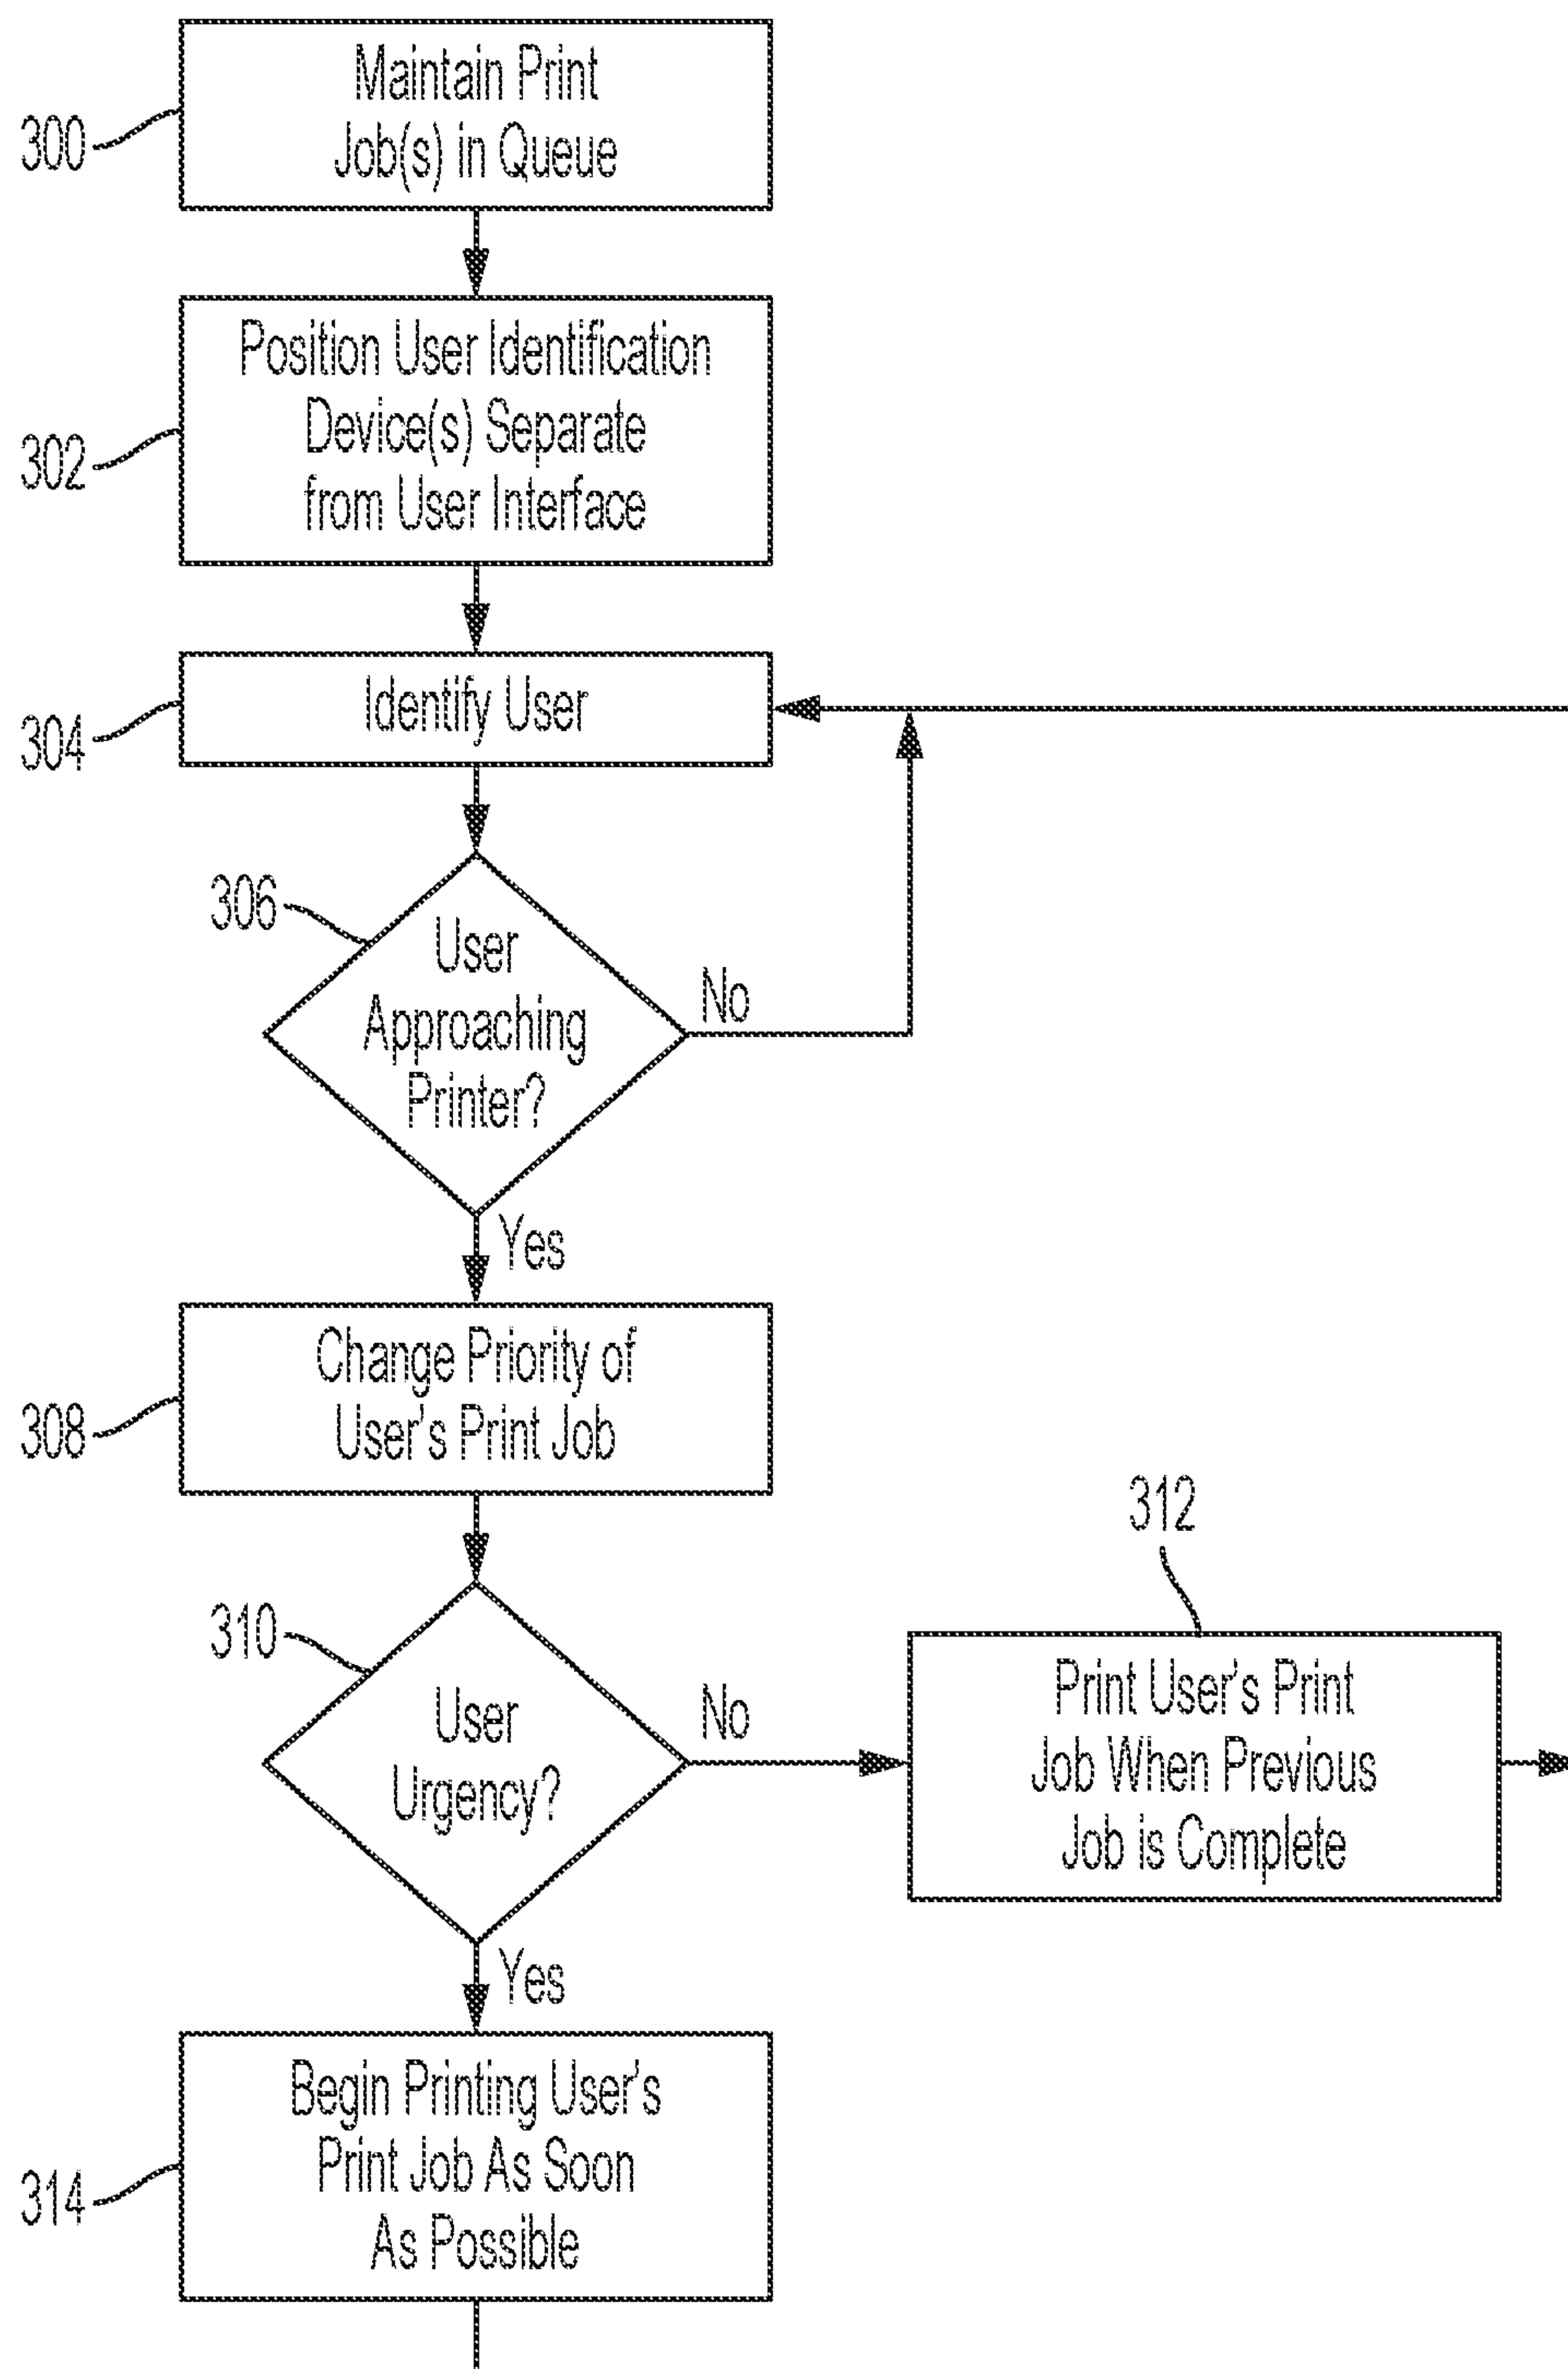 Maintain Print
Job(s) in Queue
300
Position User Identification
Device(s) Separate
from User Interface
302
Identify User
304
306
User
Approaching
Printer?
No
Yes
Change Priority of
User's Print Job
308
312
310
User
Urgency?
No
Print User's Print
Job When Previous
Job is Complete
Yes
Begin Printing User's
Print Job As Soon
As Possible
314